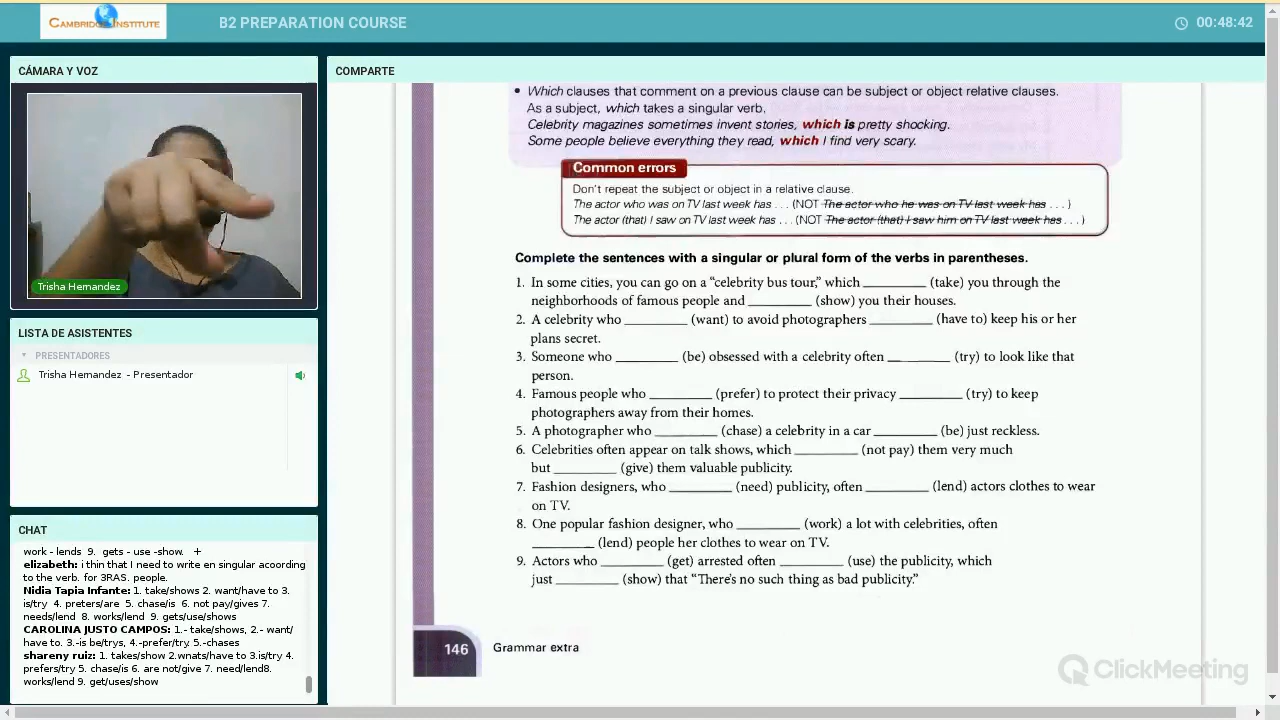 CAMBRIDGE INSTITUTE
B2 PREPARATION COURSE
00:48:42
CÁMARA Y VOZ
Trisha Hernandez
LISTA DE ASISTENTES
PRESENTADORES
Trisha Hernandez - Presentador
CHAT
work - lends 9. gets - use -show. +
elizabeth: i thin that I need to write en singular acoording
to the verb. for 3RAS. people.
Nidia Tapia Infante: 1. take/shows 2. want/have to 3.
is/try 4. preters/are 5. chase/is 6. not pay/gives 7.
needs/lend 8. works/lend 9. gets/use/shows
CAROLINA JUSTO CAMPOS: 1.- take/shows, 2.- want/
have to. 3.-is be/trys, 4.-prefer/try. 5.-chases
shareny ruiz: 1. takes/show 2.wnats/have to 3.is/try 4.
prefers/try 5. chase/is 6. are not/give 7. need/lend8.
works/lend 9. get/uses/show
COMPARTE
• Which clauses that comment on a previous clause can be subject or object relative clauses.
As a subject, which takes a singular verb.
Celebrity magazines sometimes invent stories, which is pretty shocking.
Some people believe everything they read, which I find very scary.
Common errors
Don't repeat the subject or object in a relative clause.
The actor who was on TV last week has . . . (NOT The actor who he was on TV last week has . . . )
The actor (that) I saw on TV last week has . . . (NOT The actor (that) I saw him on TV last week has . . . )
Complete the sentences with a singular or plural form of the verbs in parentheses.
1. In some cities, you can go on a "celebrity bus tour," which ________ (take) you through the
neighborhoods of famous people and ________ (show) you their houses.
2. A celebrity who ________ (want) to avoid photographers ________ (have to) keep his or her
plans secret.
3. Someone who ________ (be) obsessed with a celebrity often ________ (try) to look like that
person.
4. Famous people who ________ (prefer) to protect their privacy ________ (try) to keep
photographers away from their homes.
5. A photographer who ________ (chase) a celebrity in a car ________ (be) just reckless.
6. Celebrities often appear on talk shows, which ________ (not pay) them very much
but ________ (give) them valuable publicity.
7. Fashion designers, who ________ (need) publicity, often ________ (lend) actors clothes to wear
on TV.
8. One popular fashion designer, who ________ (work) a lot with celebrities, often
________ (lend) people her clothes to wear on TV.
9. Actors who ________ (get) arrested often ________ (use) the publicity, which
just ________ (show) that "There's no such thing as bad publicity."
146 Grammar extra
ClickMeeting